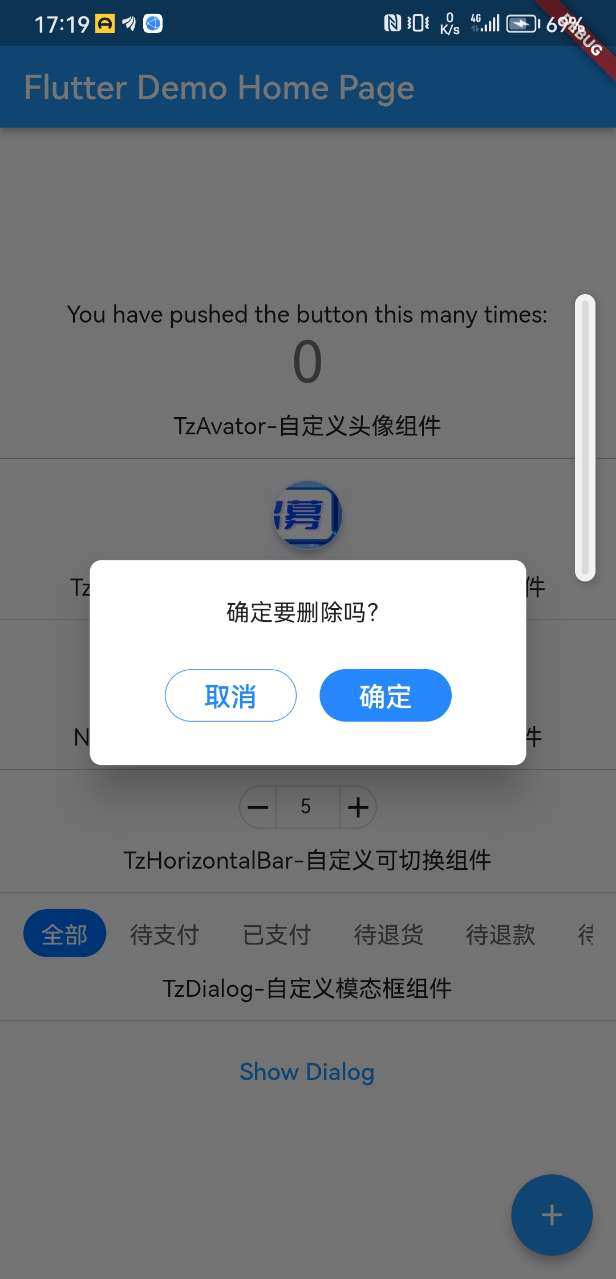 17:19
0
K/s
4G
69%
DEBUG
Flutter Demo Home Page
You have pushed the button this many times:
0
TzAvator-自定义头像组件
募
Tz
件
确定要删除吗?
取消
确定
N
件
5
TzHorizontalBar-自定义可切换组件
全部
待支付
已支付
待退货
待退款
待
TzDialog-自定义模态框组件
Show Dialog